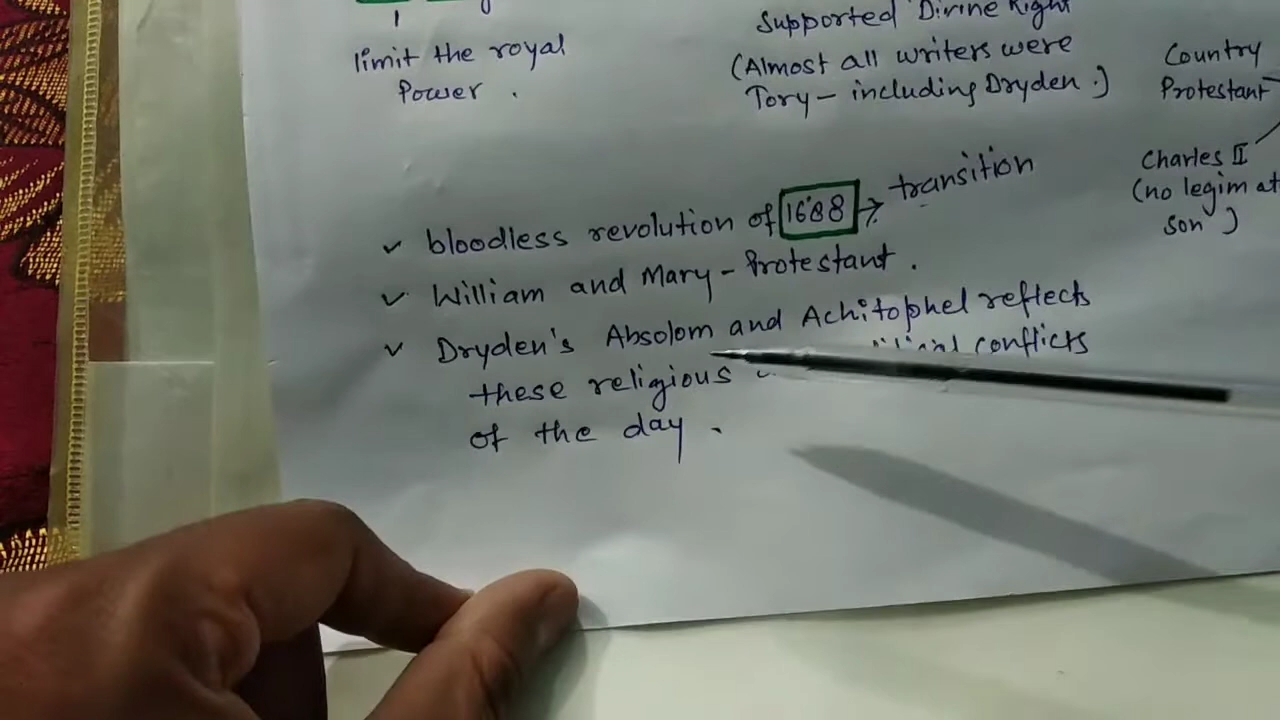 limit the royal
Power .
Supported Divine Right
(Almost all writers were
Tory - including Dryden .)
Country
Protestant
Charles II
(no legimat
son )
✓ bloodless revolution of 1688 → transition
✓ William and Mary - Protestant .
✓ Dryden's Absolom and Achitophel reflects
these religious conflicts
of the day .